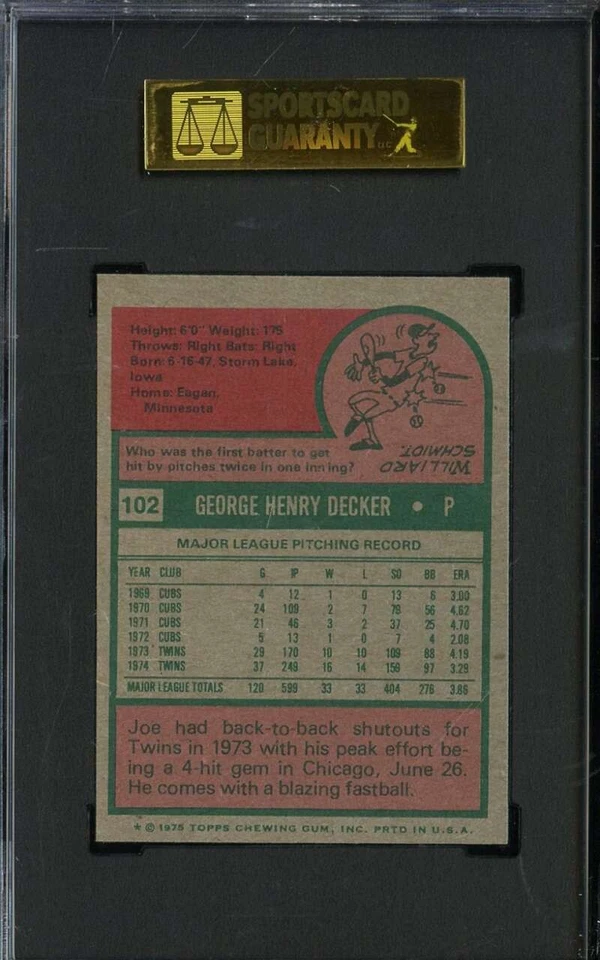 SPORTSCARD
GUARANTY LLC
Height: 6'0" Weight: 175
Throws: Right Bats: Right
Born: 6-16-47, Storm Lake,
Iowa
Home: Eagan,
Minnesota
Who was the first batter to get
hit by pitches twice in one inning?
WILLIARD
SCHMIDT.
102 GEORGE HENRY DECKER • P
MAJOR LEAGUE PITCHING RECORD
YEAR CLUB G IP W L SO BB ERA
1969 CUBS 4 12 1 0 13 6 3.00
1970 CUBS 24 109 2 7 79 56 4.62
1971 CUBS 21 46 3 2 37 25 4.70
1972 CUBS 5 13 1 0 7 4 2.08
1973 TWINS 29 170 10 10 109 88 4.19
1974 TWINS 37 249 16 14 159 97 3.29
MAJOR LEAGUE TOTALS 120 599 33 33 404 276 3.86
Joe had back-to-back shutouts for
Twins in 1973 with his peak effort be-
ing a 4-hit gem in Chicago, June 26.
He comes with a blazing fastball.
* © 1975 TOPPS CHEWING GUM, INC. PRTD IN U.S.A.